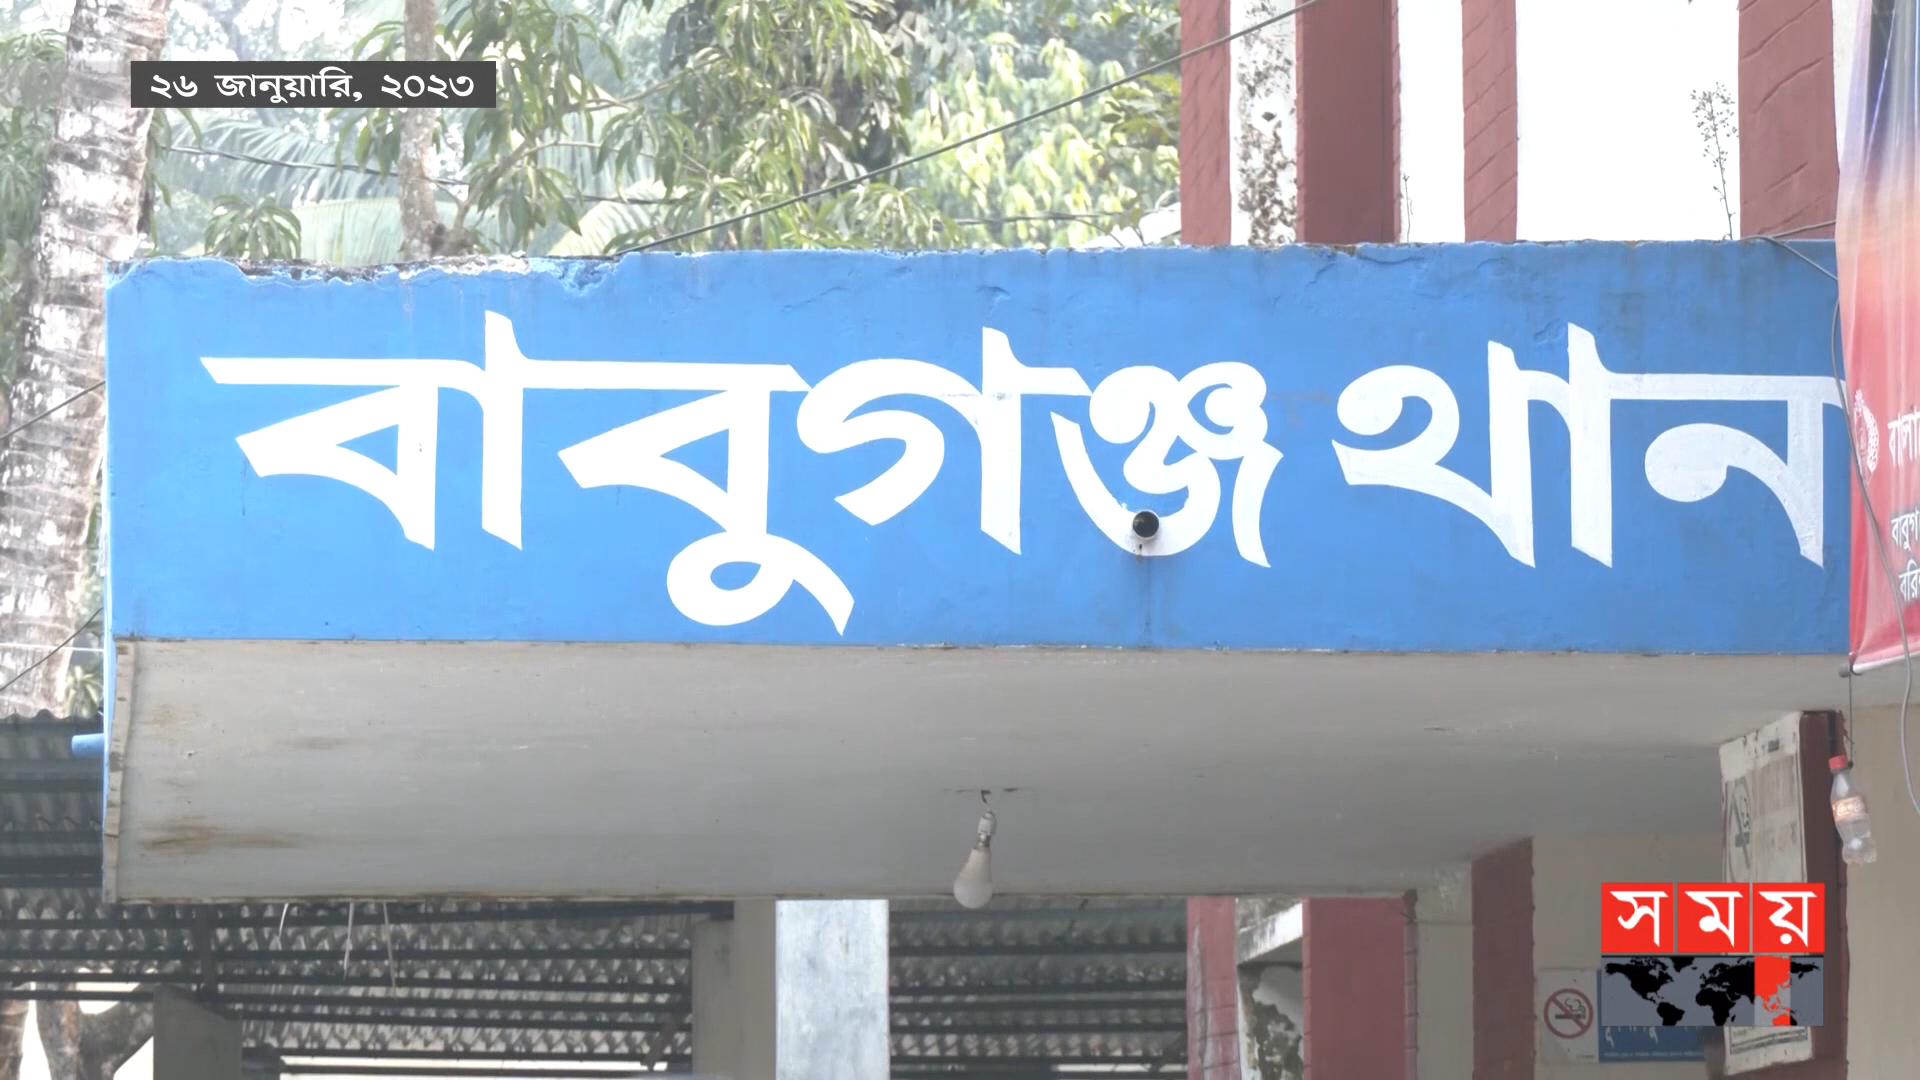 ২৬ জানুয়ারি, ২০২৩
বাবুগঞ্জ থান
সময়